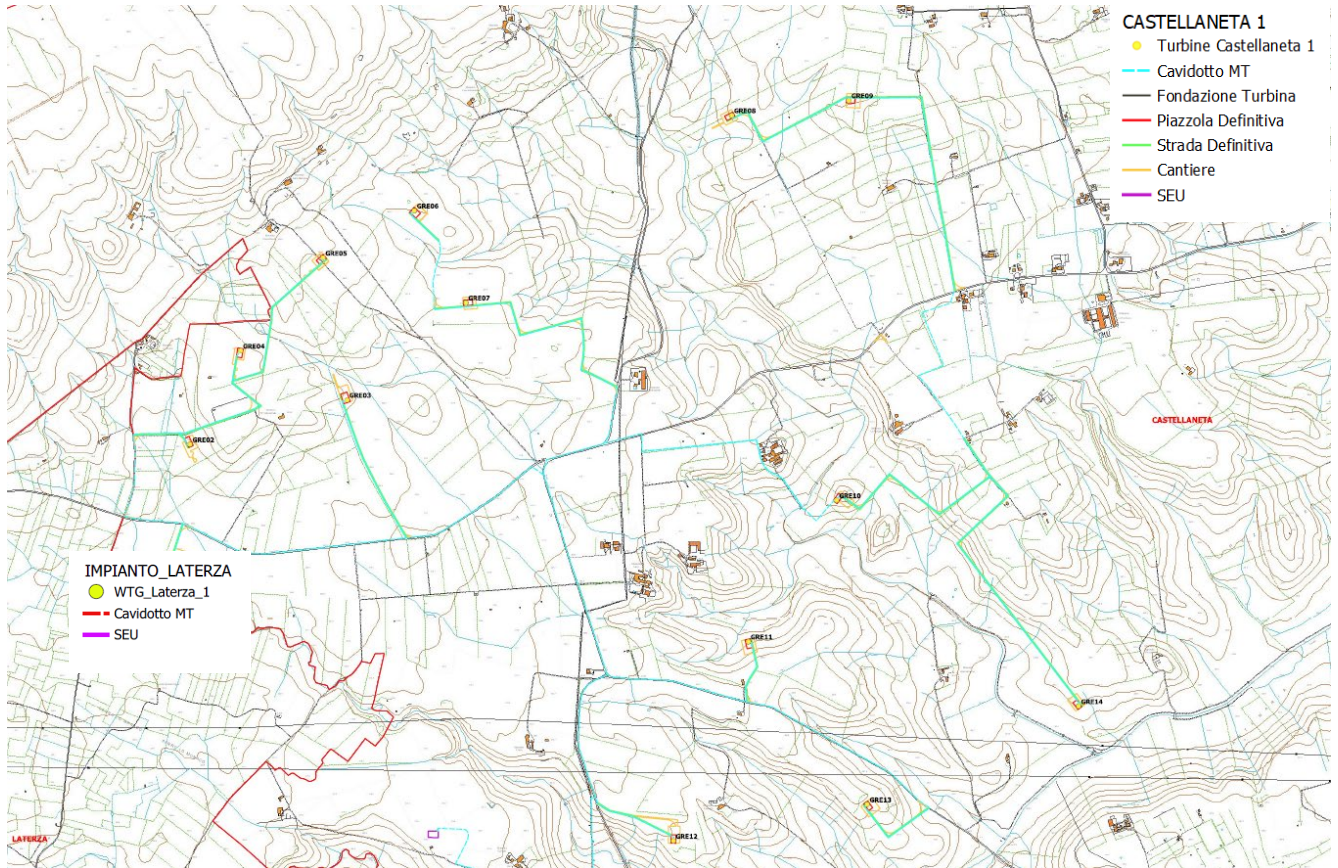 CASTELLANETA 1
Turbine Castellaneta 1
Cavidotto MT
Fondazione Turbina
Piazzola Definitiva
Strada Definitiva
Cantiere
SEU
GRE08
GRE09
GRE06
GRE05
GRE07
GRE04
GRE03
GRE02
CASTELLANETA
GRE10
IMPIANTO_LATERZA
WTG_Laterza_1
Cavidotto MT
SEU
GRE11
GRE14
GRE13
GRE12
LATERZA